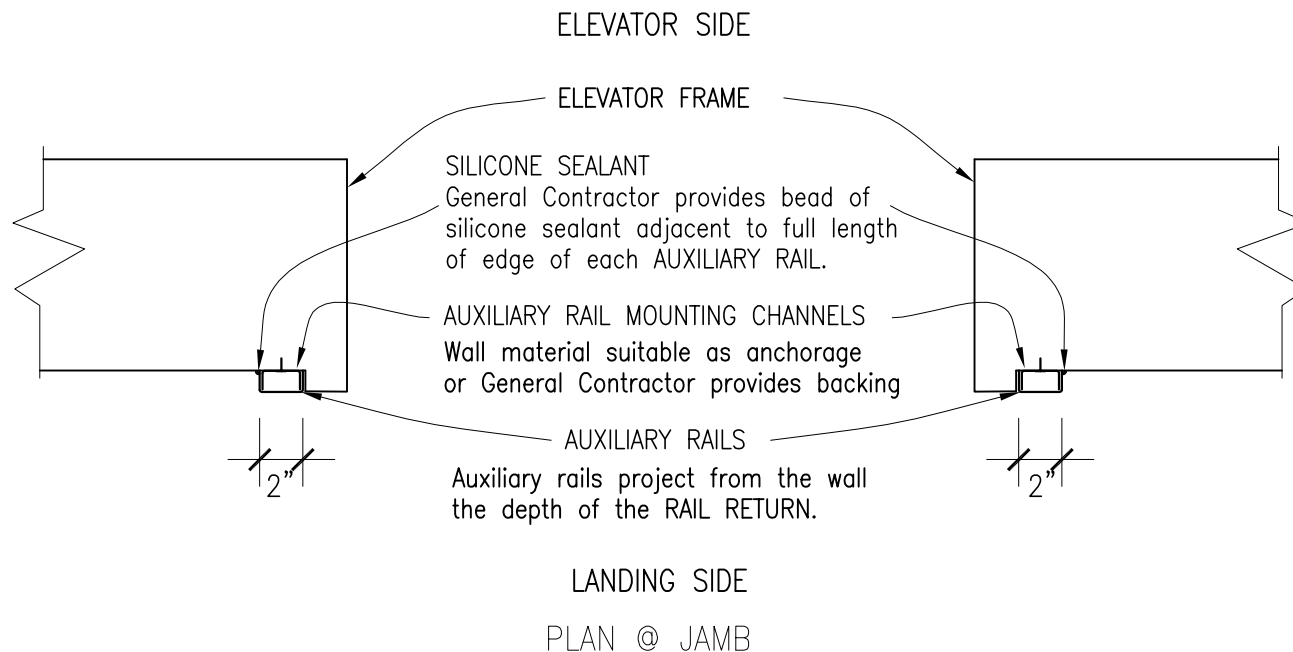 ELEVATOR SIDE
ELEVATOR FRAME
SILICONE SEALANT
General Contractor provides bead of
silicone sealant adjacent to full length
of edge of each AUXILIARY RAIL.
AUXILIARY RAIL MOUNTING CHANNELS
Wall material suitable as anchorage
or General Contractor provides backing
AUXILIARY RAILS
Auxiliary rails project from the wall
the depth of the RAIL RETURN.
2”
2”
LANDING SIDE
PLAN @ JAMB